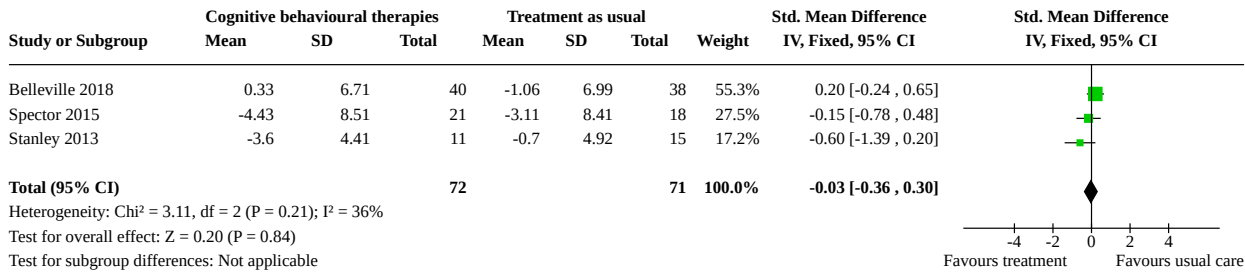 Cognitive behavioural therapies Treatment as usual Std. Mean Difference Std. Mean Difference
Study or Subgroup Mean SD Total Mean SD Total Weight IV, Fixed, 95% CI IV, Fixed, 95% CI
Belleville 2018 0.33 6.71 40 -1.06 6.99 38 55.3% 0.20 [-0.24 , 0.65]
Spector 2015 -4.43 8.51 21 -3.11 8.41 18 27.5% -0.15 [-0.78 , 0.48]
Stanley 2013 -3.6 4.41 11 -0.7 4.92 15 17.2% -0.60 [-1.39 , 0.20]
Total (95% CI) 72 71 100.0% -0.03 [-0.36 , 0.30]
Heterogeneity: Chi² = 3.11, df = 2 (P = 0.21); I² = 36%
Test for overall effect: Z = 0.20 (P = 0.84) -4 -2 0 2 4
Test for subgroup differences: Not applicable Favours treatment Favours usual care